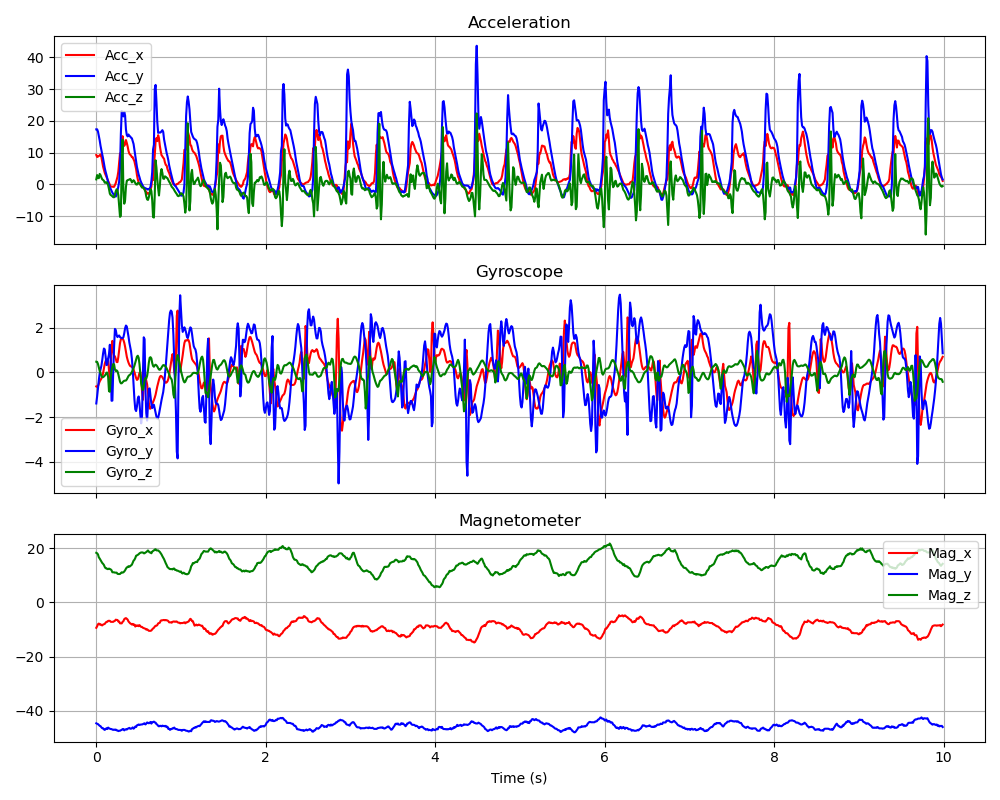 Acceleration
Acc_x
Acc_y
Acc_z
40
30
20
10
0
−10
Gyroscope
2
0
−2
−4
Gyro_x
Gyro_y
Gyro_z
Magnetometer
Mag_x
Mag_y
Mag_z
20
0
−20
−40
0 2 4 6 8 10
Time (s)